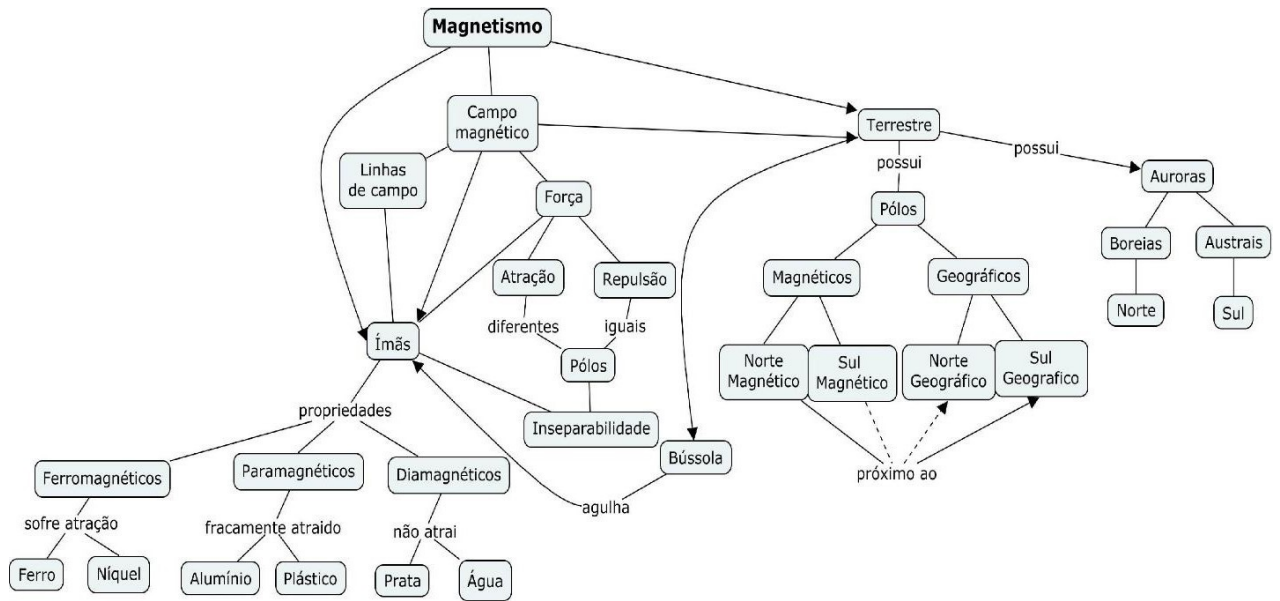 Magnetismo
Campo
magnético
Terrestre
possui
possui
Linhas
de campo
Auroras
Força
Pólos
Boreias
Austrais
Atração
Repulsão
Magnéticos
Geográficos
Norte
Sul
diferentes
iguais
Ímãs
Pólos
Norte
Magnético
Sul
Magnético
Norte
Geográfico
Sul
Geografico
propriedades
Inseparabilidade
Bússola
próximo ao
Ferromagnéticos
Paramagnéticos
Diamagnéticos
agulha
sofre atração
fracamente atraido
não atrai
Ferro
Níquel
Alumínio
Plástico
Prata
Água